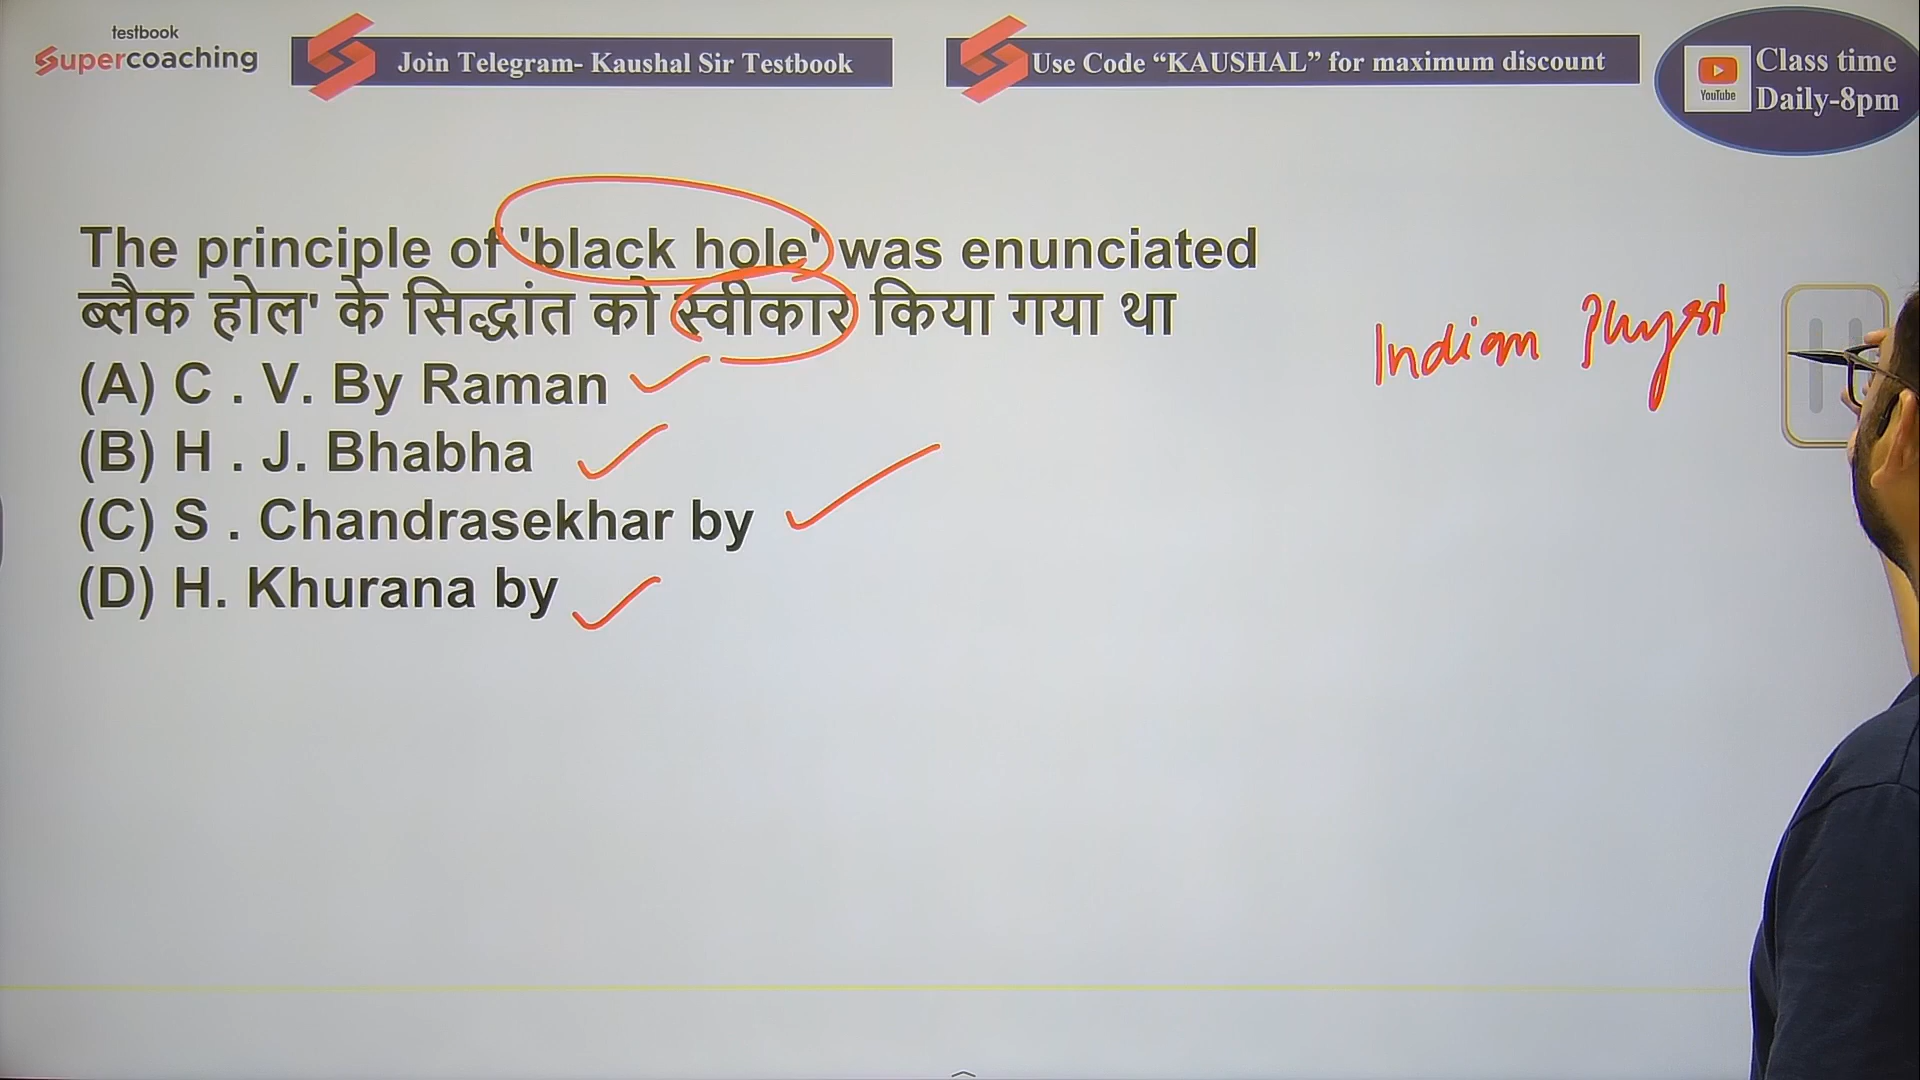 testbook
Supercoaching
Join Telegram- Kaushal Sir Testbook
Use Code “KAUSHAL” for maximum discount
YouTube
Class time
Daily-8pm
The principle of 'black hole' was enunciated
ब्लैक होल' के सिद्धांत को स्वीकार किया गया था
(A) C . V. By Raman
(B) H . J. Bhabha
(C) S . Chandrasekhar by
(D) H. Khurana by
Indian